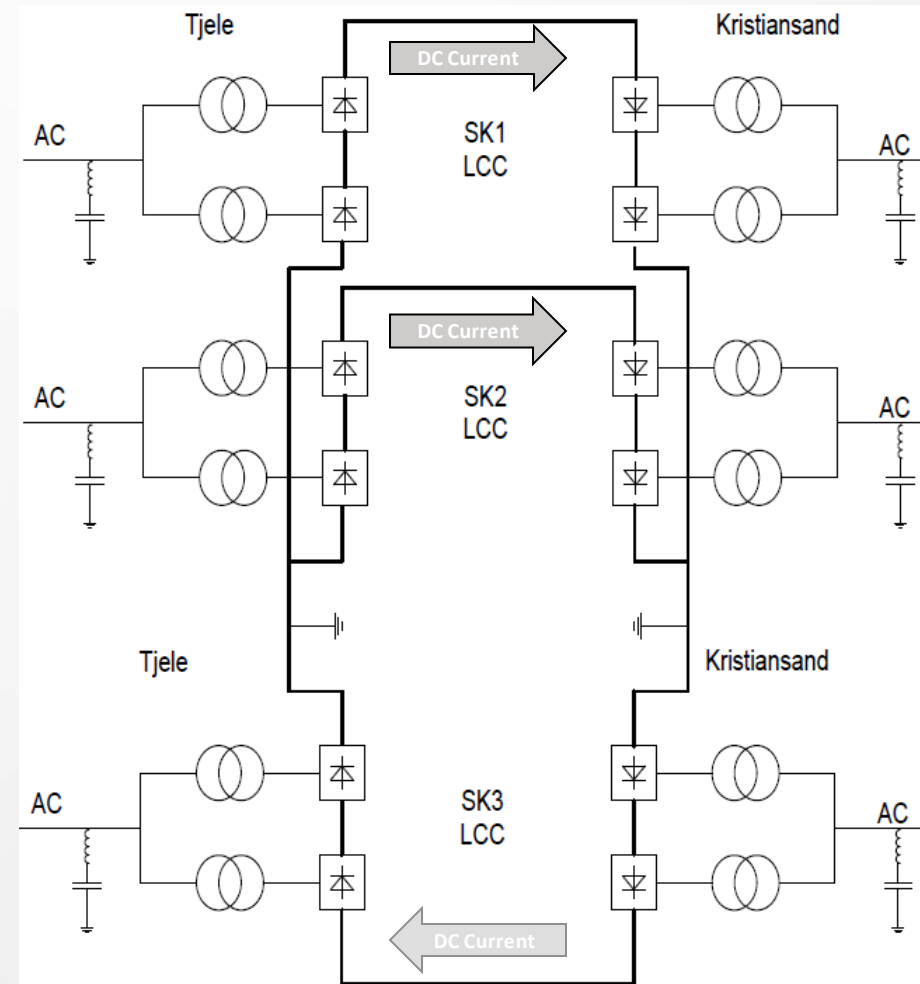 Tjele
Kristiansand
DC Current
AC
SK1
LCC
AC
DC Current
AC
SK2
LCC
AC
Tjele
Kristiansand
AC
SK3
LCC
AC
DC Current